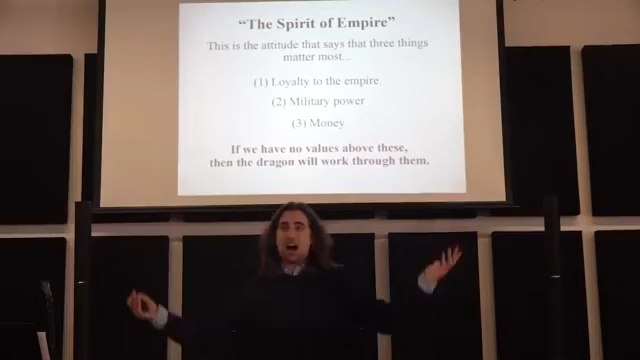 “The Spirit of Empire”
This is the attitude that says that three things
matter most...
(1) Loyalty to the empire.
(2) Military power
(3) Money
If we have no values above these,
then the dragon will work through them.